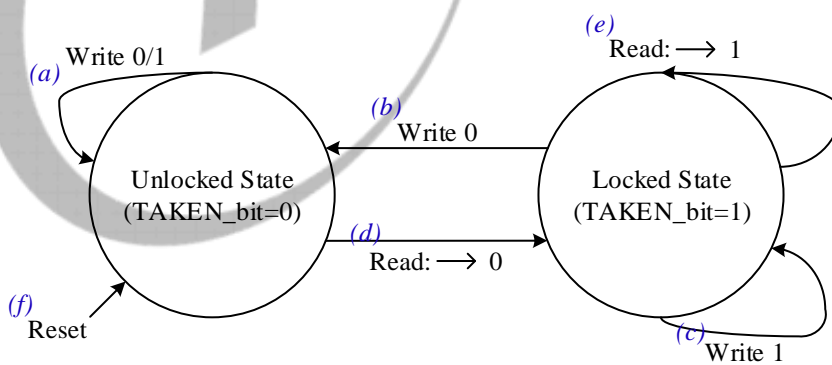 (e)
Read: → 1
Write 0/1
(a)
(b)
Write 0
Unlocked State
(TAKEN_bit=0)
Locked State
(TAKEN_bit=1)
(d)
Read: → 0
(f)
Reset
(c)
Write 1